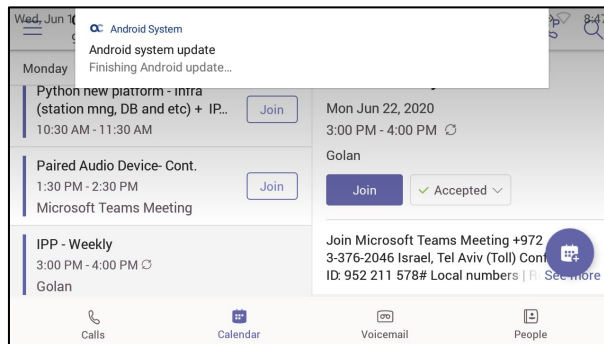 Wed, Jun 1
8:47
Android System
Android system update
Finishing Android update...
Monday
Python new platform - Infra
(station mng, DB and etc) + IP...
10:30 AM - 11:30 AM
Join
Paired Audio Device- Cont.
1:30 PM - 2:30 PM
Microsoft Teams Meeting
Join
IPP - Weekly
3:00 PM - 4:00 PM
Golan
Mon Jun 22, 2020
3:00 PM - 4:00 PM
Golan
Join
Accepted
Join Microsoft Teams Meeting +972
3-376-2046 Israel, Tel Aviv (Toll) Conf
ID: 952 211 578# Local numbers | R See more
Calls
Calendar
Voicemail
People